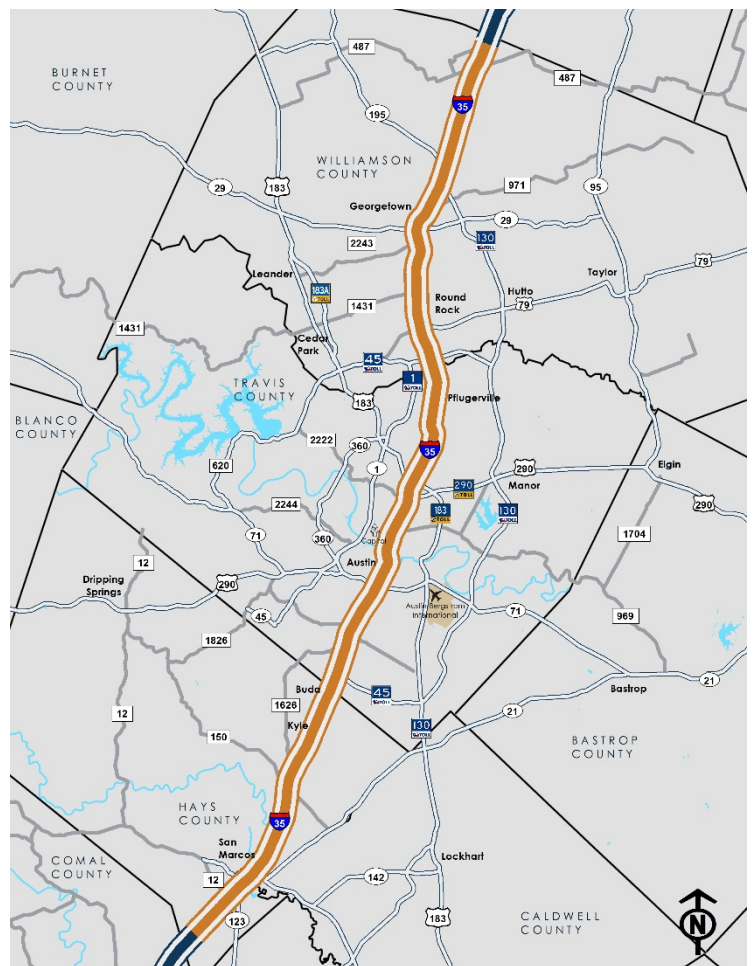 487
BURNET
COUNTY
487
35
195
WILLIAMSON
COUNTY
971
183
95
29
Georgetown
29
130
TOLL
2243
79
Leander
Taylor
183A
TOLL
Hutto
Round
Rock
79
1431
1431
Cedar
Park
45
TOLL
1
TOLL
TRAVIS
COUNTY
Pflugerville
183
BLANCO
COUNTY
2222
360
35
620
1
Elgin
290
Manor
290
TOLL
2244
290
183
TOLL
130
TOLL
71
360
Capitol
1704
12
Austin
Dripping
Springs
290
Austin Bergstrom
International
71
969
45
1826
21
Bastrop
Buda
45
TOLL
1626
21
12
Kyle
130
TOLL
150
BASTROP
COUNTY
HAYS
COUNTY
35
San
Marcos
Lockhart
COMAL
COUNTY
12
142
123
183
CALDWELL
COUNTY
N